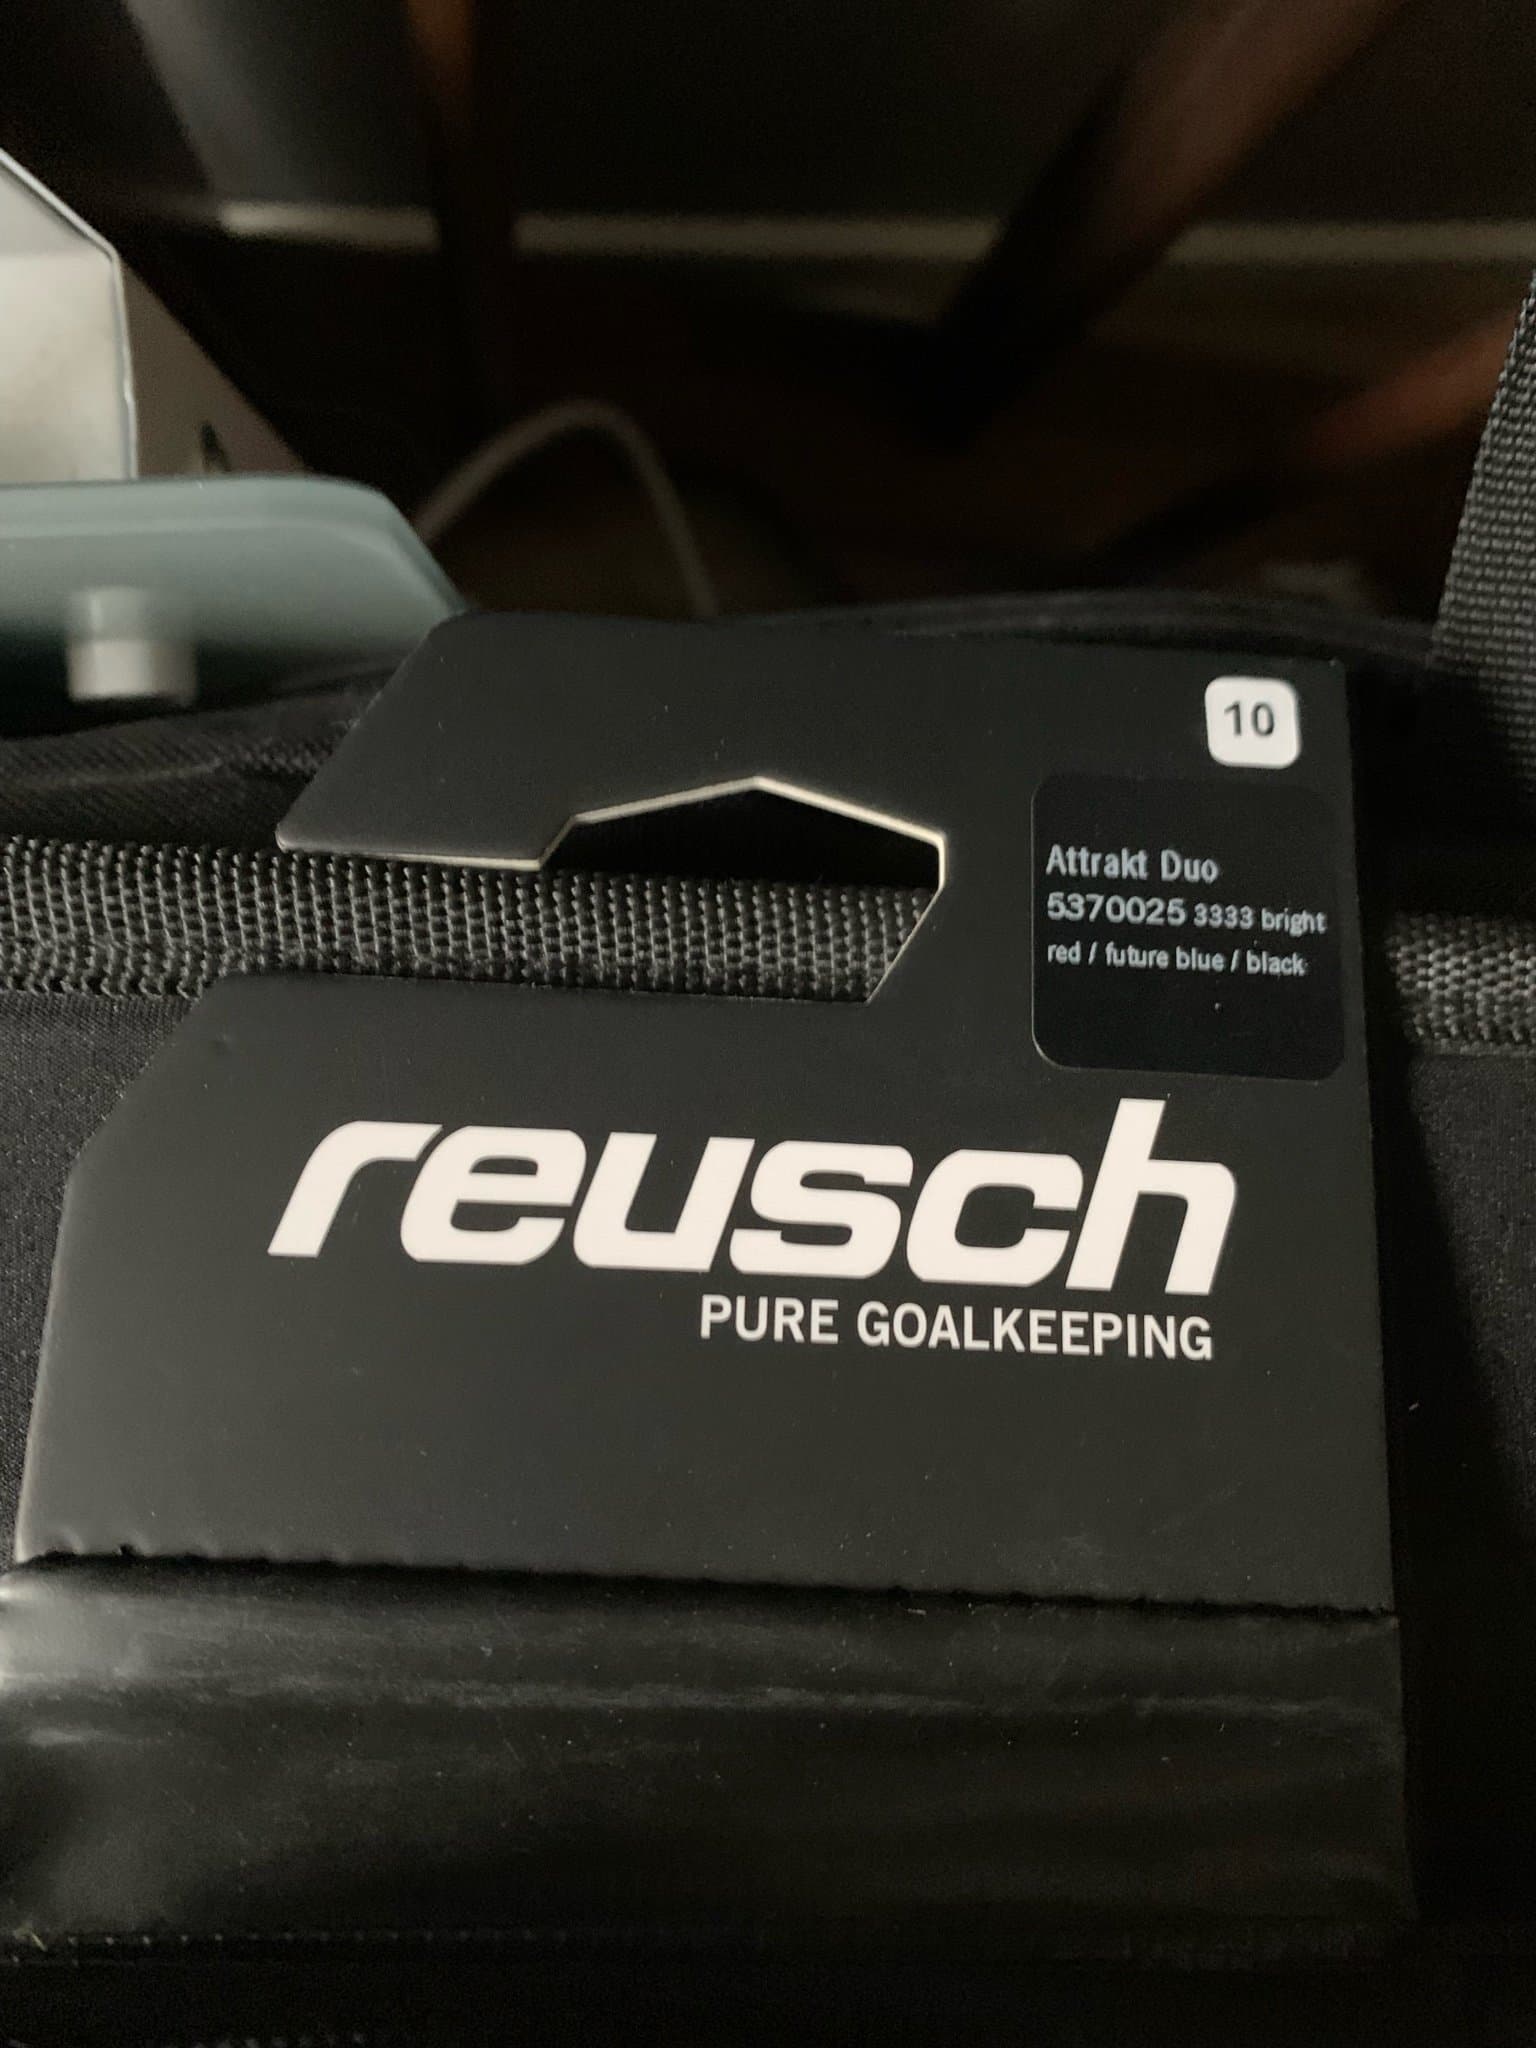 10
Attrakt Duo
5370025 3333 bright
red / future blue / black
reusch
PURE GOALKEEPING